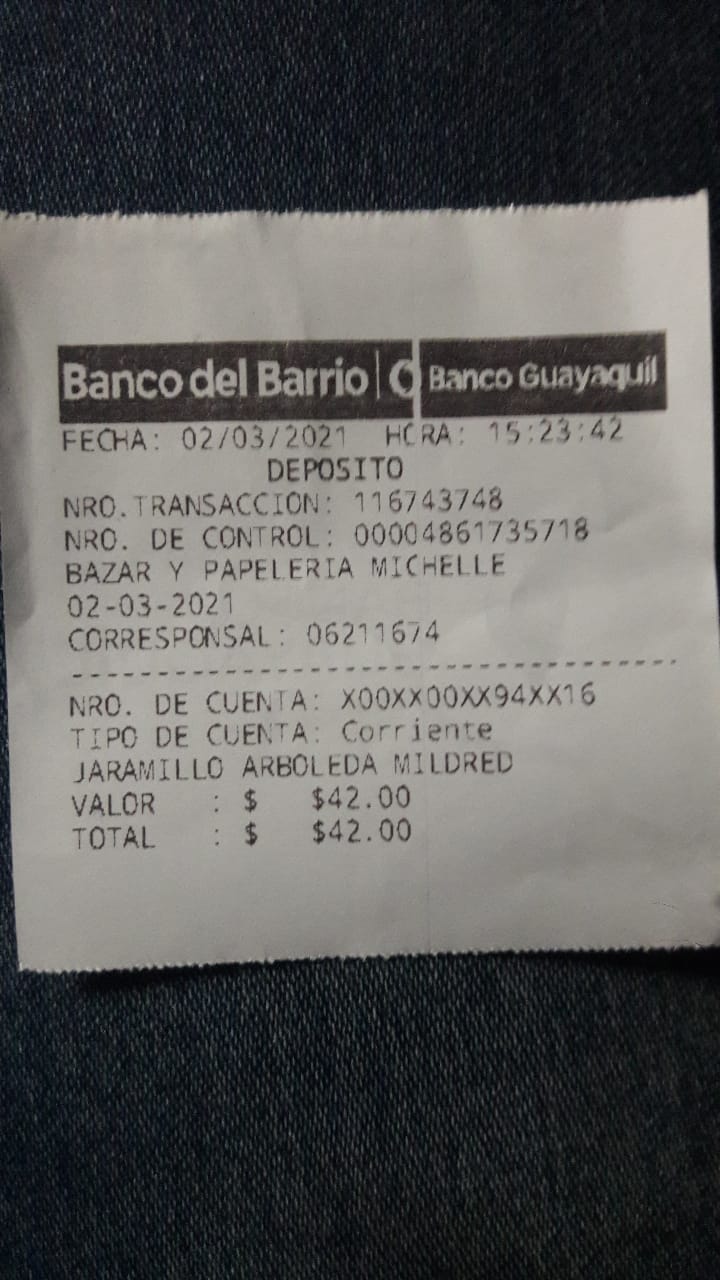 Banco del Barrio | Banco Guayaquil
FECHA: 02/03/2021 HORA: 15:23:42
DEPOSITO
NRO.TRANSACCION: 116743748
NRO. DE CONTROL: 00004861735718
BAZAR Y PAPELERIA MICHELLE
02-03-2021
CORRESPONSAL: 06211674
------------------------------------
NRO. DE CUENTA: X00XX00XX94XX16
TIPO DE CUENTA: Corriente
JARAMILLO ARBOLEDA MILDRED
VALOR : $ $42.00
TOTAL : $ $42.00